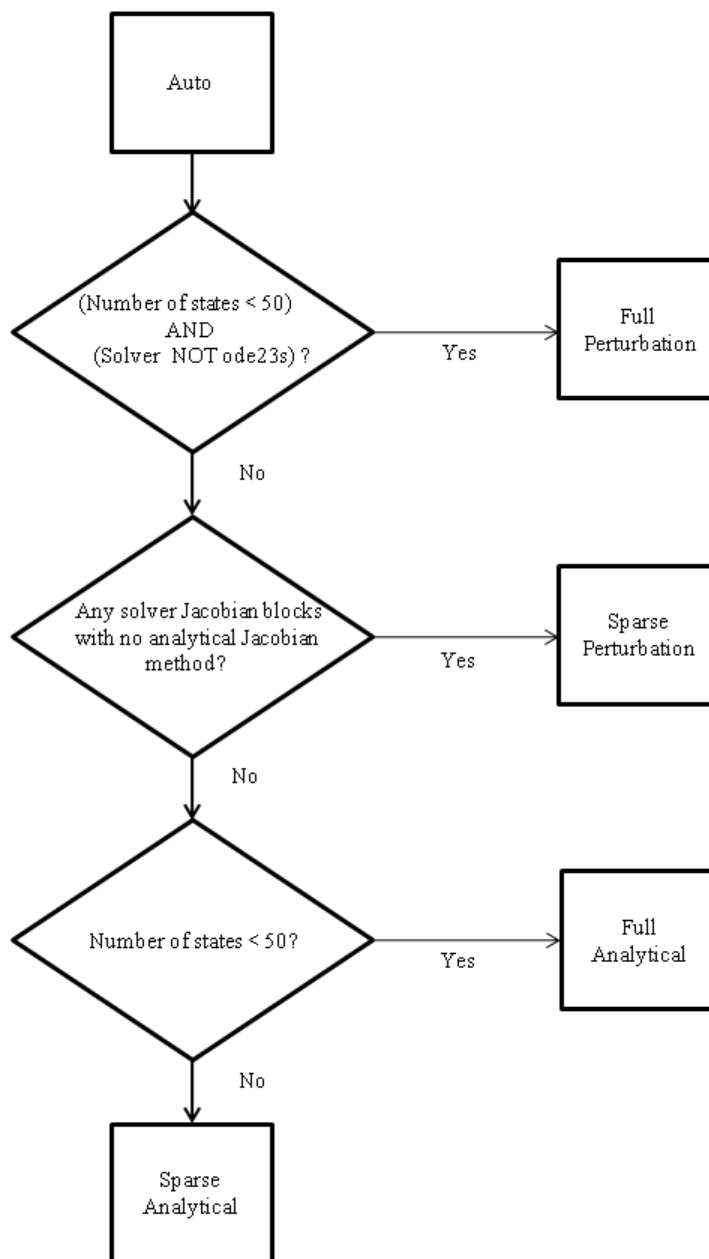 Auto
(Number of states < 50)
AND
(Solver NOT ode23s) ?
Yes
Full
Perturbation
No
Any solver Jacobian blocks
with no analytical Jacobian
method?
Yes
Sparse
Perturbation
No
Number of states < 50?
Yes
Full
Analytical
No
Sparse
Analytical